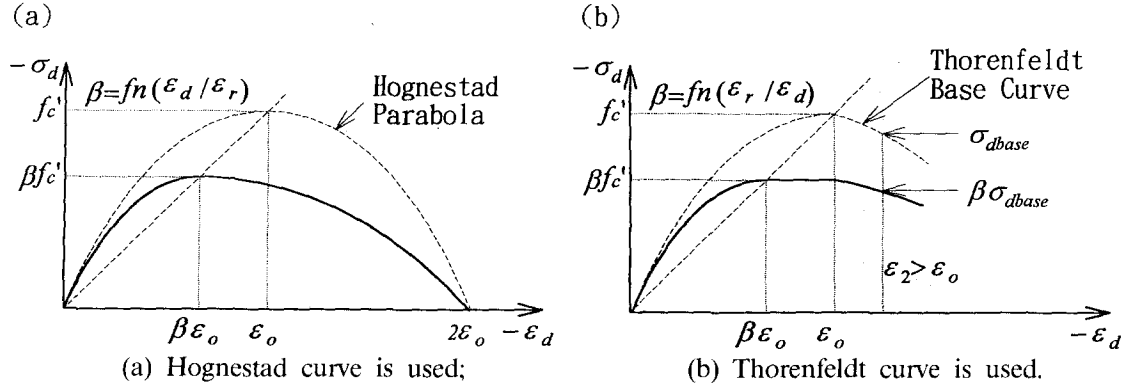 (a)
−σd
β=fn(εd/εr)
Hognestad
Parabola
fc'
βfc'
βεo
εo
2εo
−εd
(a) Hognestad curve is used;
(b)
−σd
β=fn(εr/εd)
Thorenfeldt
Base Curve
fc'
σdbase
βfc'
βσdbase
ε2>εo
βεo
εo
−εd
(b) Thorenfeldt curve is used.